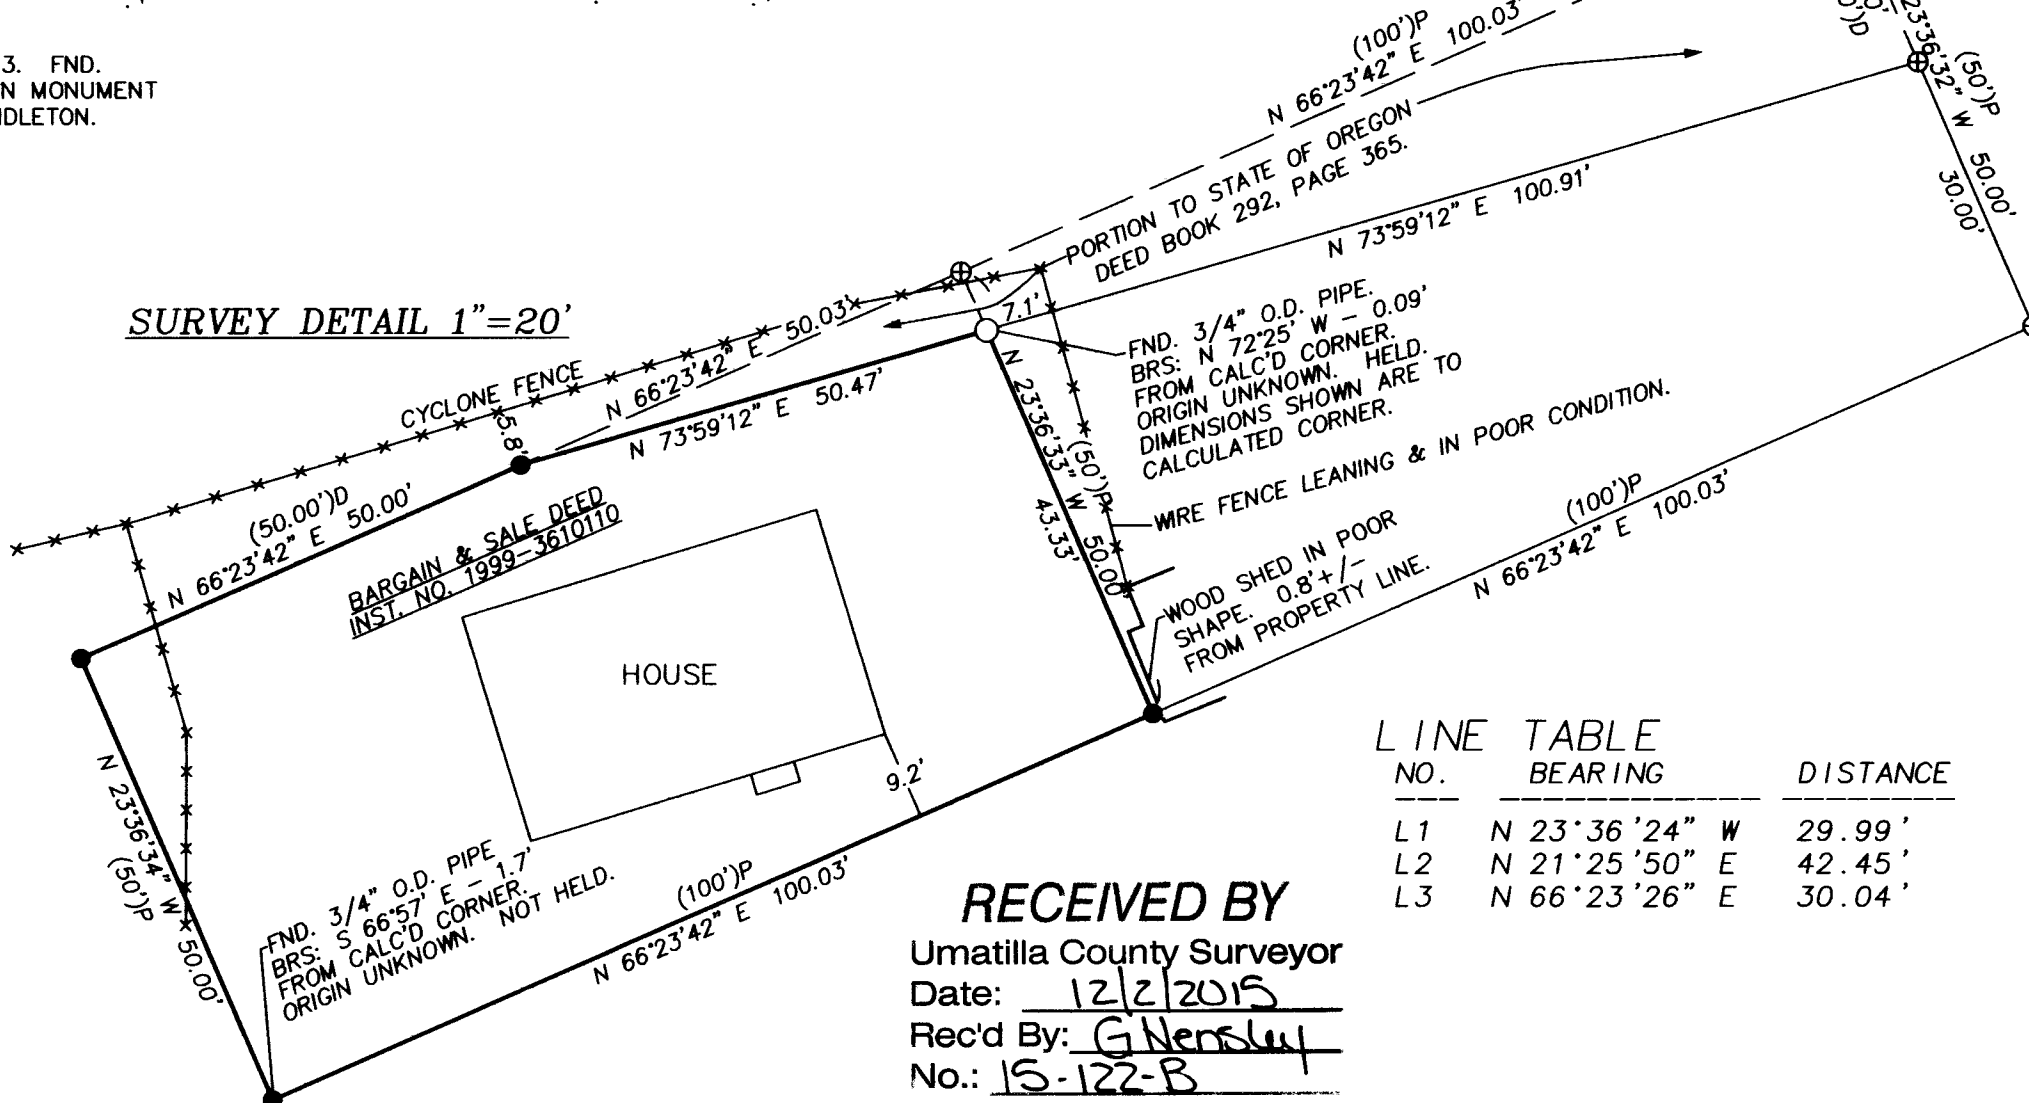 3. FND.
N MONUMENT
DLETON.
SURVEY DETAIL 1"=20'
(100')P
N 66°23'42" E 100.03'
)'D
23°36'32" W 50.00'
(50')P
30.00'
PORTION TO STATE OF OREGON
DEED BOOK 292, PAGE 365.
N 73°59'12" E 100.91'
7.1'
CYCLONE FENCE
5.8'
N 66°23'42" E 50.03'
N 73°59'12" E 50.47'
FND. 3/4" O.D. PIPE.
BRS: N 72°25' W - 0.09'
FROM CALC'D CORNER.
ORIGIN UNKNOWN. HELD.
DIMENSIONS SHOWN ARE TO
CALCULATED CORNER.
N 23°36'33" W 50.00'
(50')P
43.33'
WIRE FENCE LEANING & IN POOR CONDITION.
(50.00')D
N 66°23'42" E 50.00'
BARGAIN & SALE DEED
INST. NO. 1999-3610110
WOOD SHED IN POOR
SHAPE. 0.8'+/-
FROM PROPERTY LINE.
(100')P
N 66°23'42" E 100.03'
HOUSE
9.2'
N 23°36'34" W 50.00'
(50')P
FND. 3/4" O.D. PIPE
BRS: S 66°57' E - 1.7'
FROM CALC'D CORNER.
ORIGIN UNKNOWN. NOT HELD.
(100')P
N 66°23'42" E 100.03'
LINE TABLE
NO. BEARING DISTANCE
L1 N 23°36'24" W 29.99'
L2 N 21°25'50" E 42.45'
L3 N 66°23'26" E 30.04'
RECEIVED BY
Umatilla County Surveyor
Date: 12/2/2015
Rec'd By: G Hensley
No.: 15-122-B